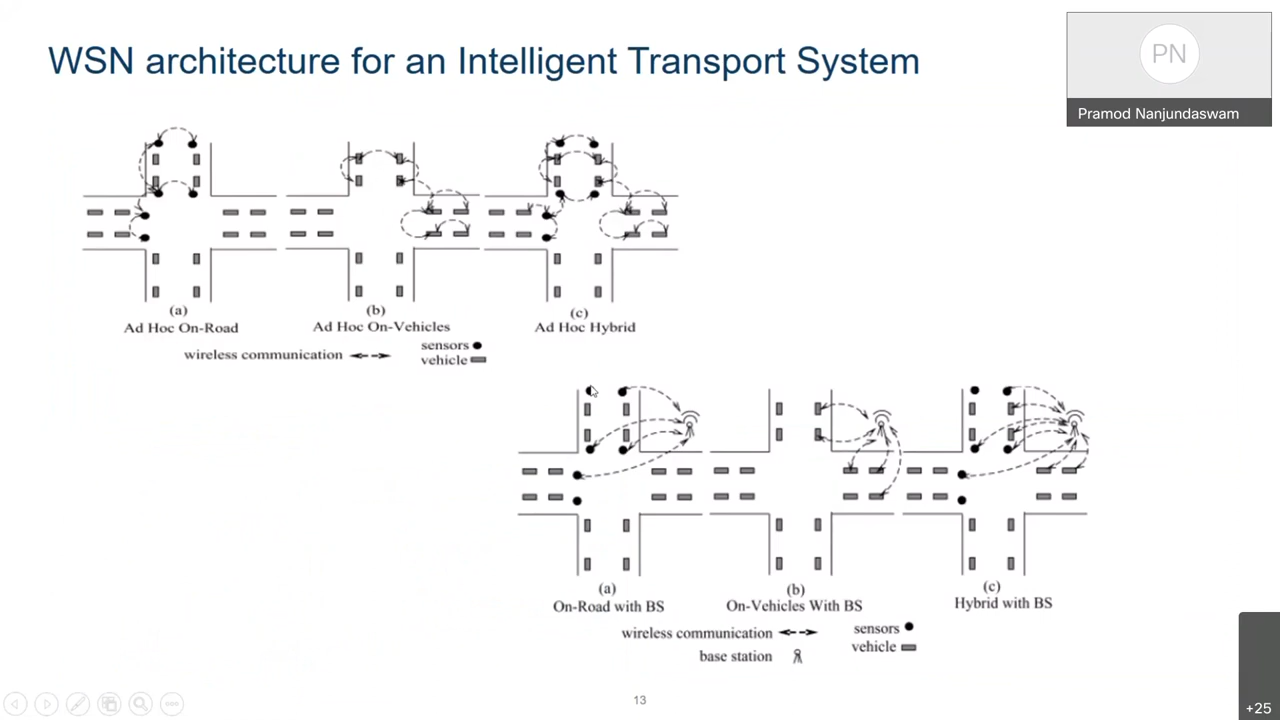 WSN architecture for an Intelligent Transport System
PN
Pramod Nanjundaswam
(a)
Ad Hoc On-Road
(b)
Ad Hoc On-Vehicles
(c)
Ad Hoc Hybrid
wireless communication
sensors
vehicle
(a)
On-Road with BS
(b)
On-Vehicles With BS
(c)
Hybrid with BS
wireless communication
sensors
base station
vehicle
13
+25